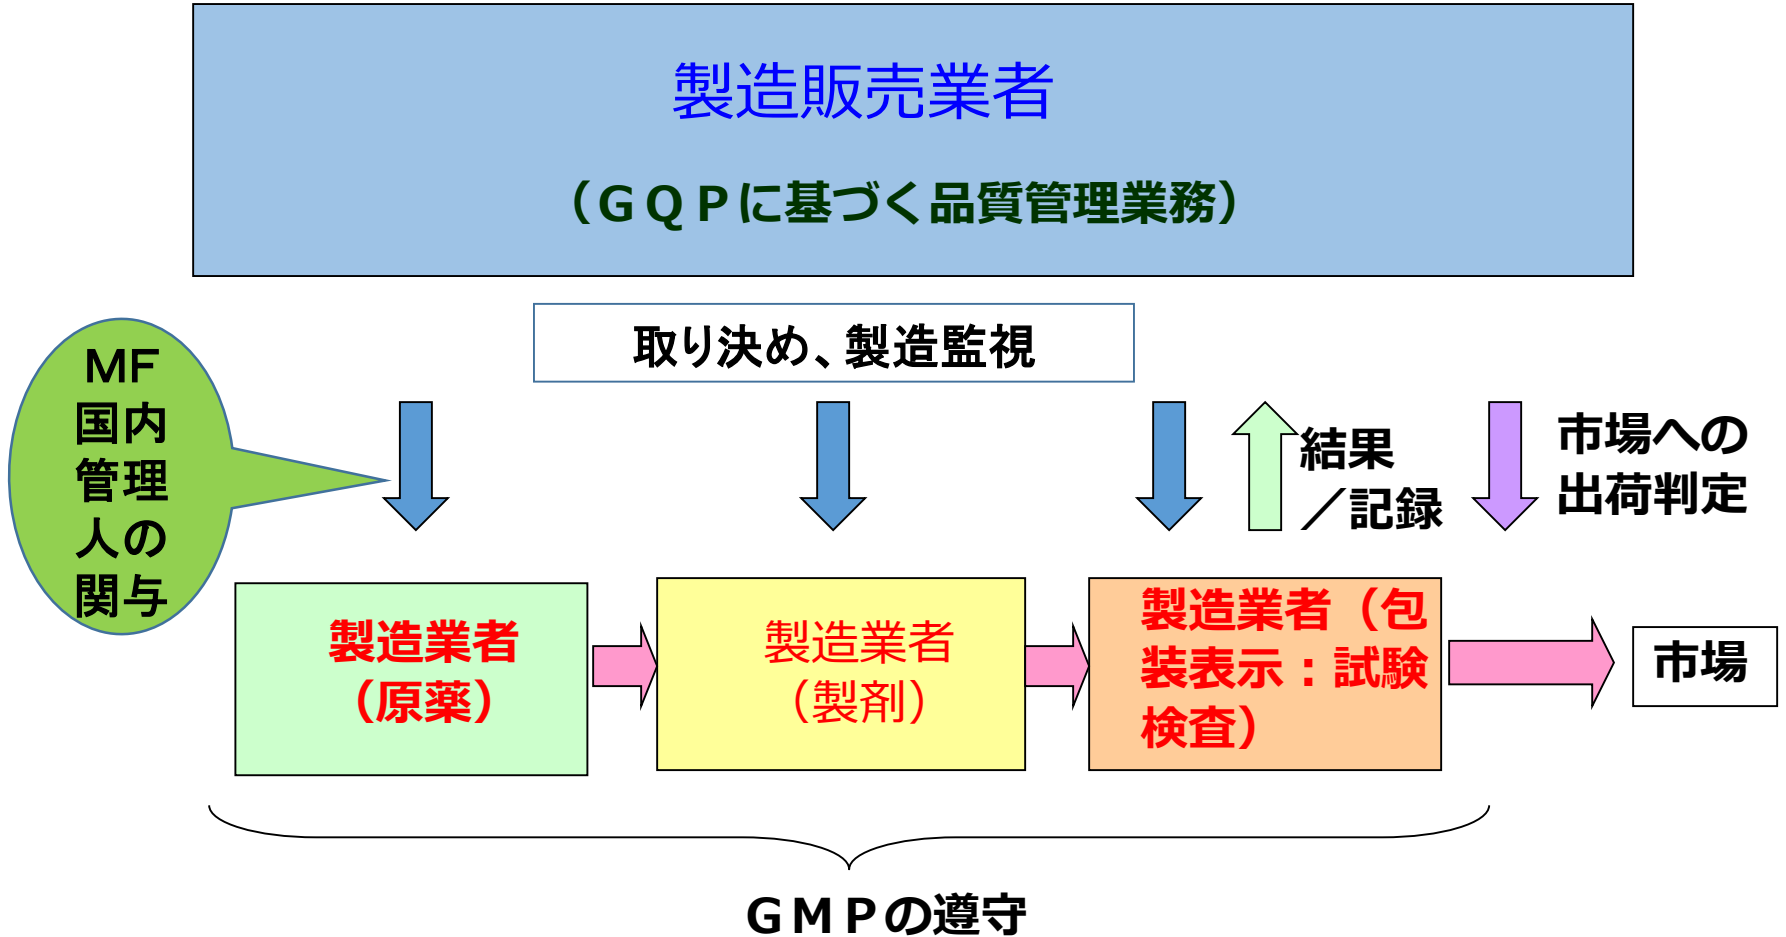 製造販売業者
（ＧＱＰに基づく品質管理業務）
取り決め、製造監視
ＭＦ
国内
管理
人の
関与
結果
／記録
市場への
出荷判定
製造業者
（原薬）
製造業者
（製剤）
製造業者（包
装表示：試験
検査）
市場
ＧＭＰの遵守